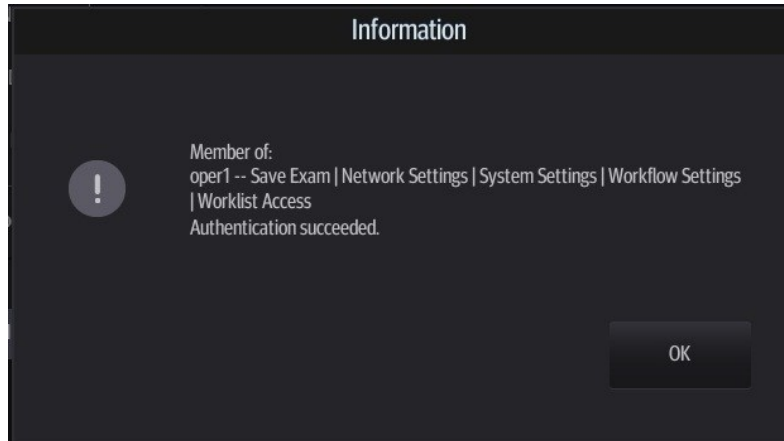 Information
!
Member of:
oper1 -- Save Exam | Network Settings | System Settings | Workflow Settings
| Worklist Access
Authentication succeeded.
OK